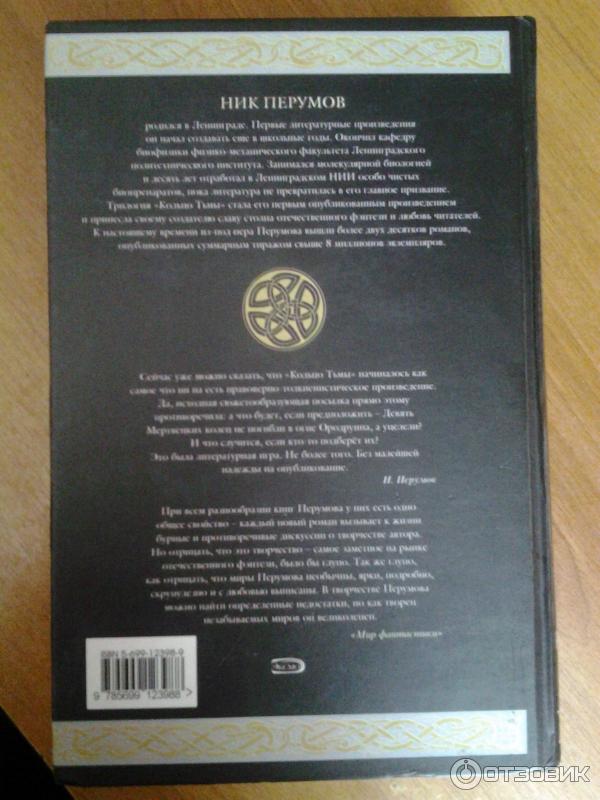 НИК ПЕРУМОВ
родился в Ленинграде. Первые литературные произведения
он начал создавать еще в школьные годы. Окончил кафедру
биофизики физико-механического факультета Ленинградского
политехнического института. Занимался молекулярной биологией
и десять лет отработал в Ленинградском НИИ особо чистых
биопрепаратов, пока литература не превратилась в его главное призвание.
Трилогия «Кольцо Тьмы» стала его первым опубликованным произведением
и принесла своему создателю славу столпа отечественного фэнтези и любовь читателей.
К настоящему времени из-под пера Перумова вышли более двух десятков романов,
опубликованных суммарным тиражом свыше 8 миллионов экземпляров.
Сейчас уже можно сказать, что «Кольцо Тьмы» начиналось как
самое что ни на есть правоверно толкиенистическое произведение.
Да, исходная сюжетообразующая посылка прямо этому
противоречила: а что будет, если предположить – Девять
Мертвецких колец не погибли в огне Ородруина, а уцелели?
И что случится, если кто-то подберёт их?
Это была литературная игра. Не более того. Без малейшей
надежды на опубликование.
Н. Перумов
При всем разнообразии книг Перумова у них есть одно
общее свойство – каждый новый роман вызывает к жизни
бурные и противоречивые дискуссии о творчестве автора.
Но отрицать, что это творчество – самое заметное на рынке
отечественного фэнтези, было бы глупо. Так же глупо,
как отрицать, что миры Перумова необычны, ярки, подробно,
скрупулезно и с любовью выписаны. В творчестве Перумова
можно найти определенные недостатки, но как творец
незабываемых миров он великолепен.
«Мир фантастики»
ISBN 5-699-12398-9
9 785699 123988
ЭКСМО
ОТЗОВИК